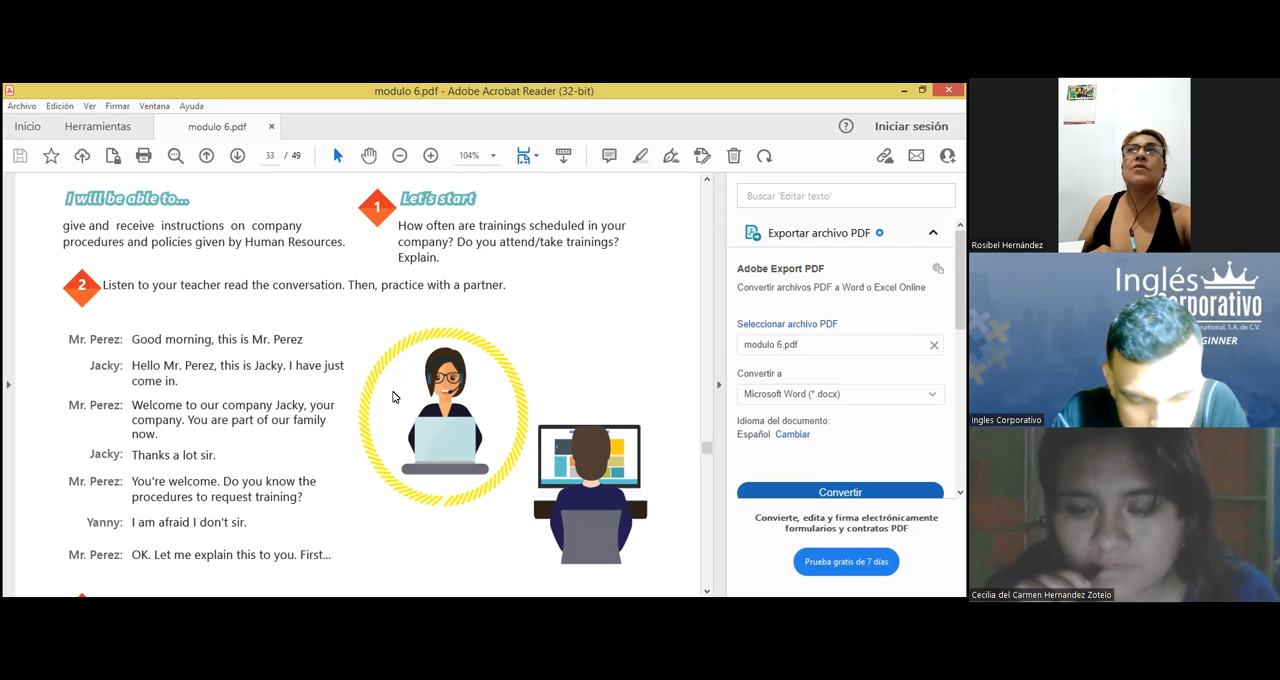 modulo 6.pdf - Adobe Acrobat Reader (32-bit)
Archivo Edición Ver Firmar Ventana Ayuda
Inicio Herramientas modulo 6.pdf × Iniciar sesión
33 / 49 104%
I will be able to...
give and receive instructions on company
procedures and policies given by Human Resources.
1 Let's start
How often are trainings scheduled in your
company? Do you attend/take trainings?
Explain.
2 Listen to your teacher read the conversation. Then, practice with a partner.
Mr. Perez: Good morning, this is Mr. Perez
Jacky: Hello Mr. Perez, this is Jacky. I have just
come in.
Mr. Perez: Welcome to our company Jacky, your
company. You are part of our family
now.
Jacky: Thanks a lot sir.
Mr. Perez: You're welcome. Do you know the
procedures to request training?
Yanny: I am afraid I don't sir.
Mr. Perez: OK. Let me explain this to you. First...
Buscar 'Editar texto'
Exportar archivo PDF
Adobe Export PDF
Convertir archivos PDF a Word o Excel Online
Seleccionar archivo PDF
modulo 6.pdf
Convertir a
Microsoft Word (*.docx)
Idioma del documento:
Español Cambiar
Convertir
Convierte, edita y firma electrónicamente
formularios y contratos PDF
Prueba gratis de 7 días
Rosibel Hernández
Inglés
Corporativo
International, S.A. de C.V.
Ingles Corporativo
Cecilia del Carmen Hernandez Zotelo